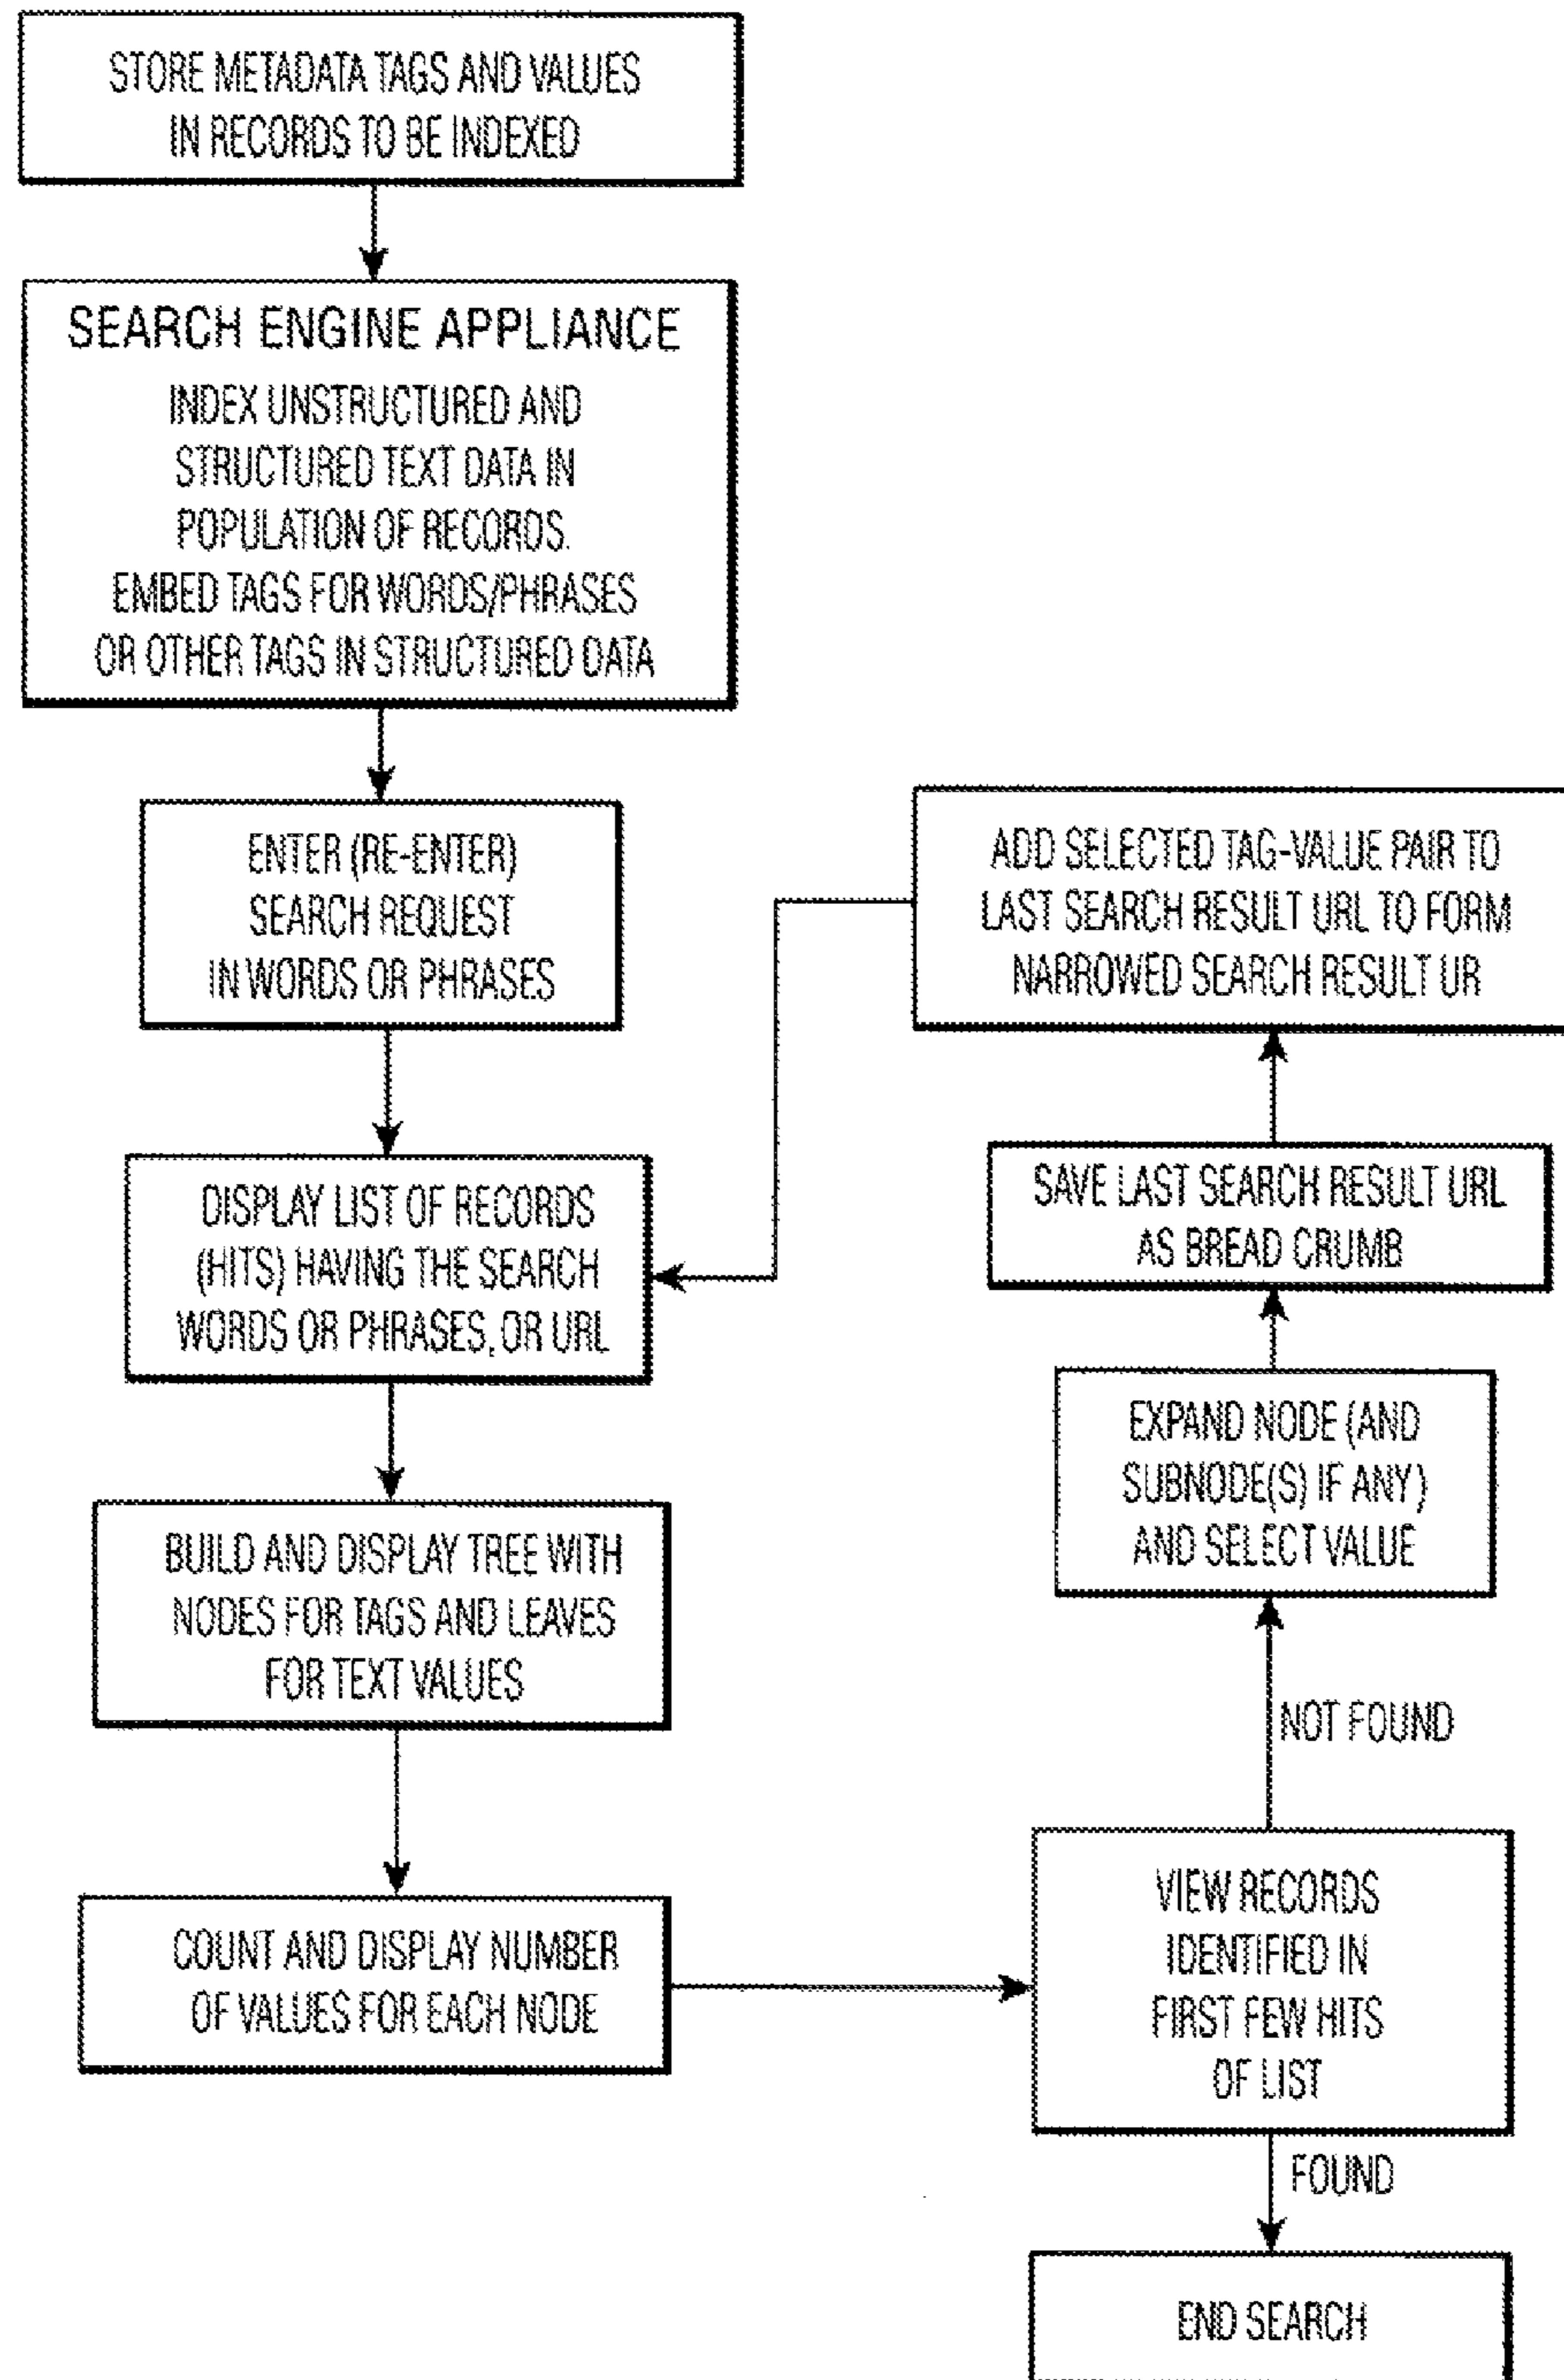 STORE METADATA TAGS AND VALUES
IN RECORDS TO BE INDEXED
SEARCH ENGINE APPLIANCE
INDEX UNSTRUCTURED AND
STRUCTURED TEXT DATA IN
POPULATION OF RECORDS.
EMBED TAGS FOR WORDS/PHRASES
OR OTHER TAGS IN STRUCTURED DATA
ENTER (RE-ENTER)
SEARCH REQUEST
IN WORDS OR PHRASES
DISPLAY LIST OF RECORDS
(HITS) HAVING THE SEARCH
WORDS OR PHRASES, OR URL
BUILD AND DISPLAY TREE WITH
NODES FOR TAGS AND LEAVES
FOR TEXT VALUES
COUNT AND DISPLAY NUMBER
OF VALUES FOR EACH NODE
VIEW RECORDS
IDENTIFIED IN
FIRST FEW HITS
OF LIST
FOUND
END SEARCH
NOT FOUND
EXPAND NODE (AND
SUBNODE(S) IF ANY)
AND SELECT VALUE
SAVE LAST SEARCH RESULT URL
AS BREAD CRUMB
ADD SELECTED TAG-VALUE PAIR TO
LAST SEARCH RESULT URL TO FORM
NARROWED SEARCH RESULT UR